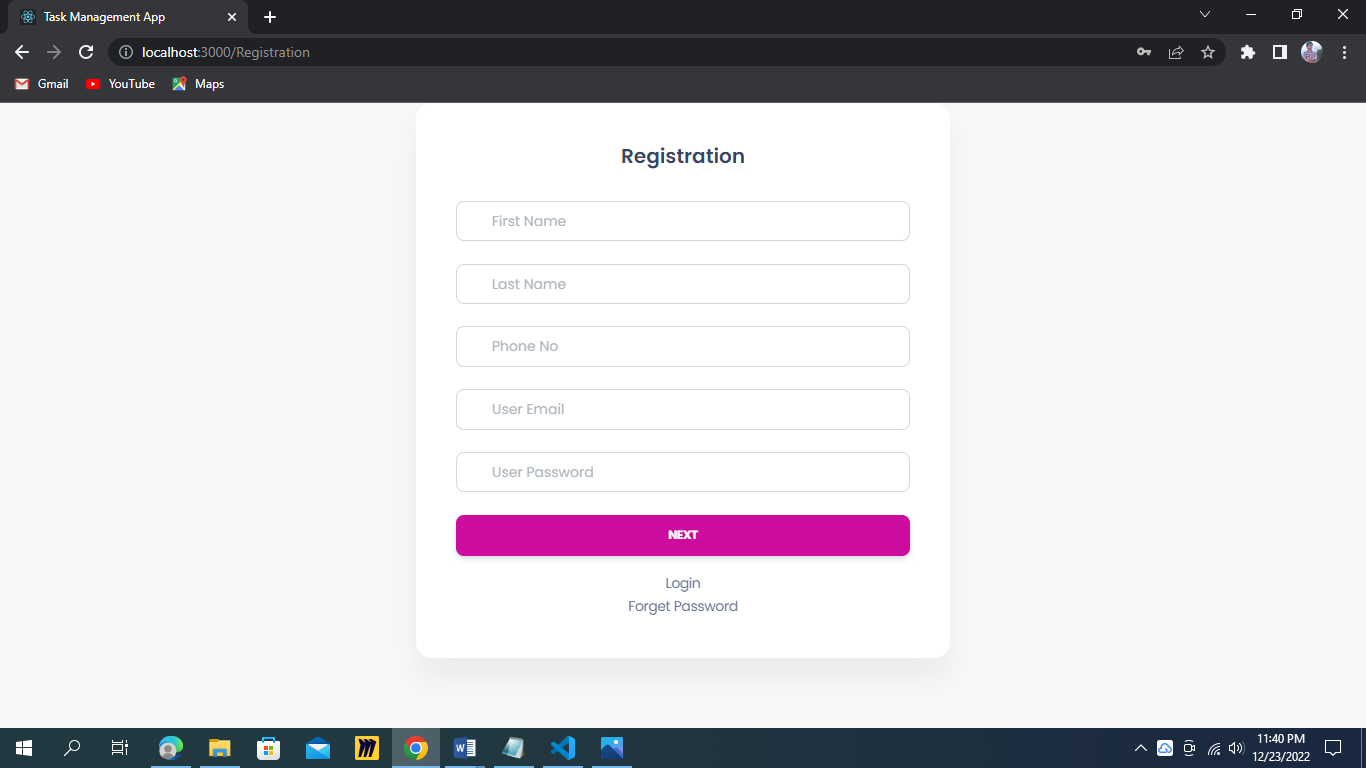 Task Management App
localhost:3000/Registration
Gmail
YouTube
Maps
Registration
First Name
Last Name
Phone No
User Email
User Password
NEXT
Login
Forget Password
11:40 PM
12/23/2022